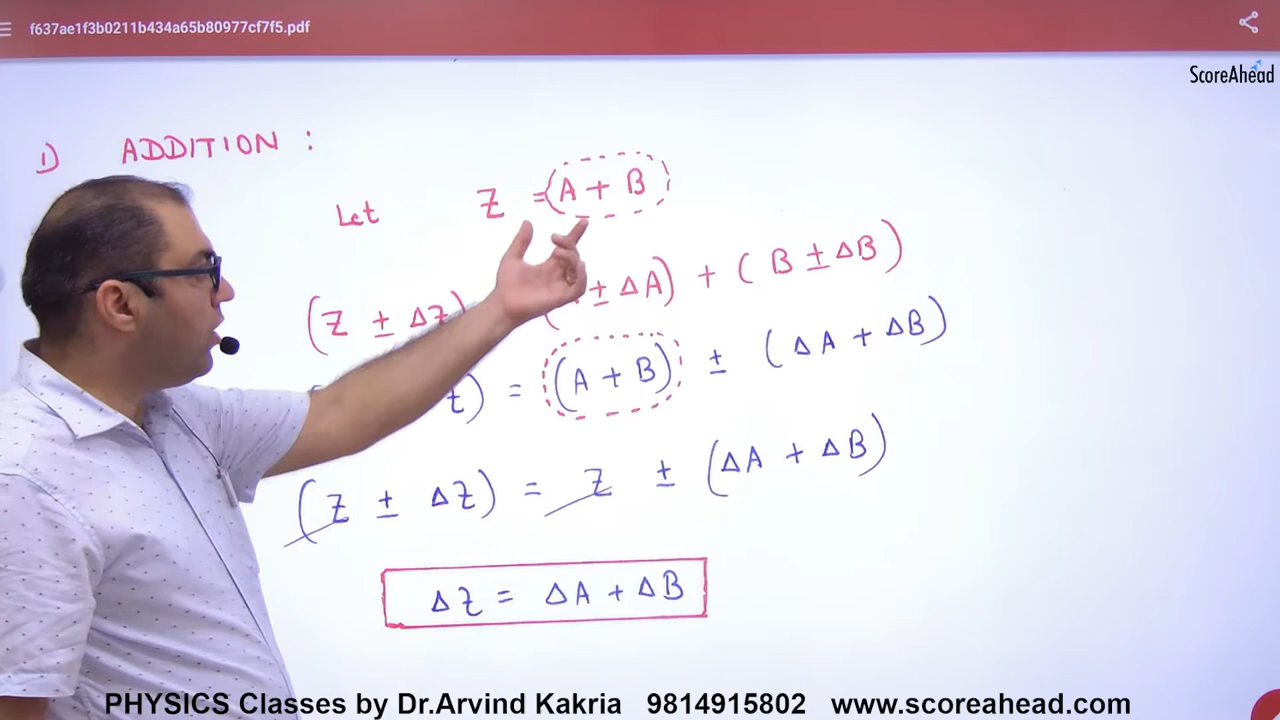 f637ae1f3b0211b434a65b80977cf7f5.pdf
ScoreAhead
1) ADDITION :
Let Z = (A + B)
(Z ± ΔZ) ± ΔA) + ( B ± ΔB )
Z) = (A + B) ± (ΔA + ΔB)
(Z ± ΔZ) = Z ± (ΔA + ΔB)
ΔZ = ΔA + ΔB
PHYSICS Classes by Dr.Arvind Kakria 9814915802 www.scoreahead.com